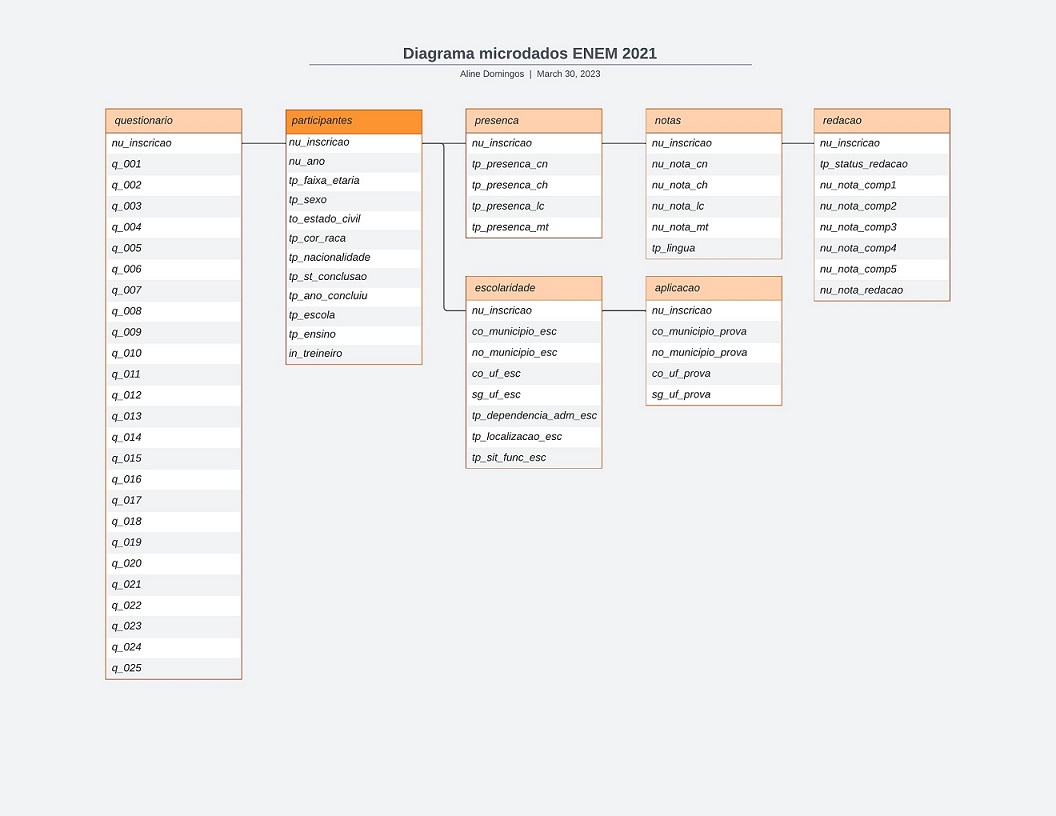 Diagrama microdados ENEM 2021
Aline Domingos | March 30, 2023
questionario
nu_inscricao
q_001
q_002
q_003
q_004
q_005
q_006
q_007
q_008
q_009
q_010
q_011
q_012
q_013
q_014
q_015
q_016
q_017
q_018
q_019
q_020
q_021
q_022
q_023
q_024
q_025
participantes
nu_inscricao
nu_ano
tp_faixa_etaria
tp_sexo
to_estado_civil
tp_cor_raca
tp_nacionalidade
tp_st_conclusao
tp_ano_concluiu
tp_escola
tp_ensino
in_treineiro
presenca
nu_inscricao
tp_presenca_cn
tp_presenca_ch
tp_presenca_lc
tp_presenca_mt
notas
nu_inscricao
nu_nota_cn
nu_nota_ch
nu_nota_lc
nu_nota_mt
tp_lingua
redacao
nu_inscricao
tp_status_redacao
nu_nota_comp1
nu_nota_comp2
nu_nota_comp3
nu_nota_comp4
nu_nota_comp5
nu_nota_redacao
escolaridade
nu_inscricao
co_municipio_esc
no_municipio_esc
co_uf_esc
sg_uf_esc
tp_dependencia_adm_esc
tp_localizacao_esc
tp_sit_func_esc
aplicacao
nu_inscricao
co_municipio_prova
no_municipio_prova
co_uf_prova
sg_uf_prova